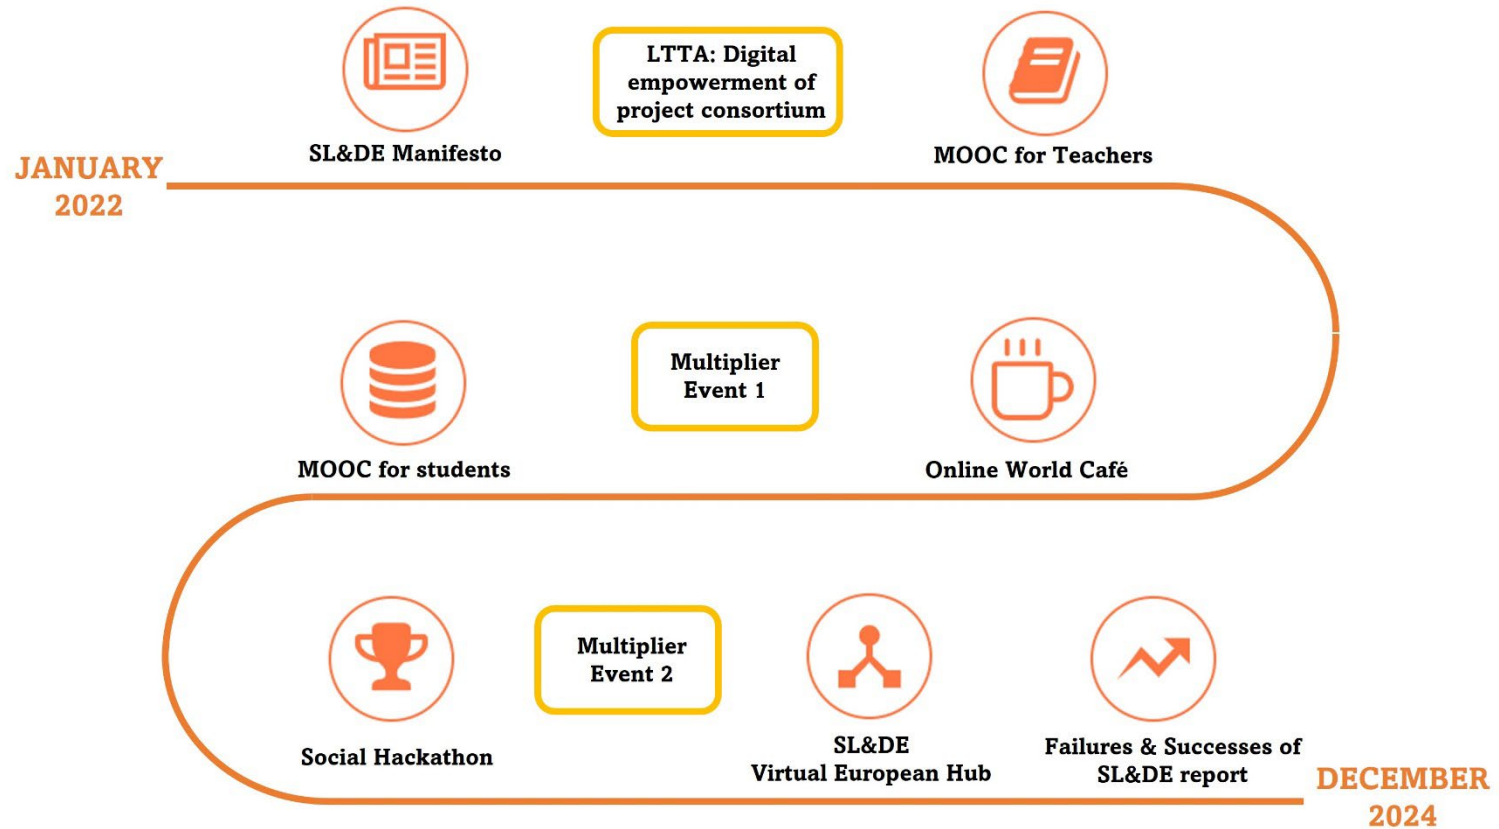 LTTA: Digital
empowerment of
project consortium
SL&DE Manifesto
MOOC for Teachers
JANUARY
2022
Multiplier
Event 1
MOOC for students
Online World Café
Multiplier
Event 2
Social Hackathon
SL&DE
Virtual European Hub
Failures & Successes of
SL&DE report
DECEMBER
2024